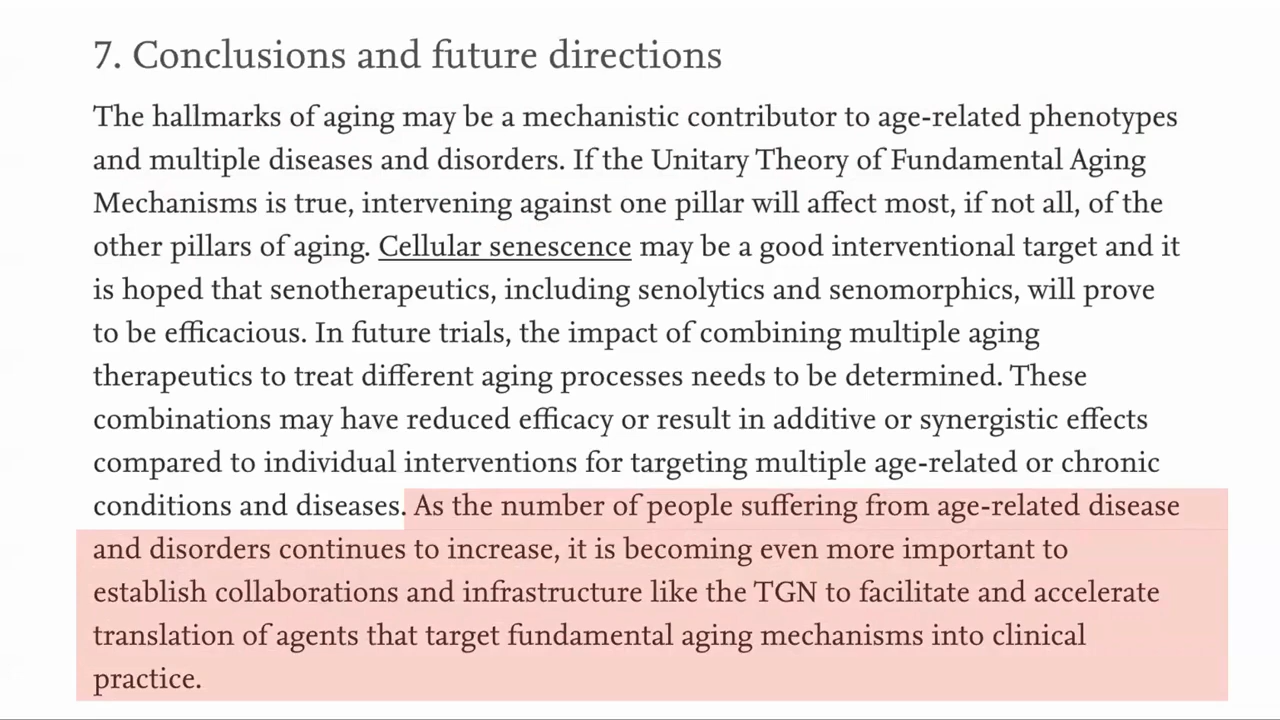 7. Conclusions and future directions
The hallmarks of aging may be a mechanistic contributor to age-related phenotypes
and multiple diseases and disorders. If the Unitary Theory of Fundamental Aging
Mechanisms is true, intervening against one pillar will affect most, if not all, of the
other pillars of aging. Cellular senescence may be a good interventional target and it
is hoped that senotherapeutics, including senolytics and senomorphics, will prove
to be efficacious. In future trials, the impact of combining multiple aging
therapeutics to treat different aging processes needs to be determined. These
combinations may have reduced efficacy or result in additive or synergistic effects
compared to individual interventions for targeting multiple age-related or chronic
conditions and diseases. As the number of people suffering from age-related disease
and disorders continues to increase, it is becoming even more important to
establish collaborations and infrastructure like the TGN to facilitate and accelerate
translation of agents that target fundamental aging mechanisms into clinical
practice.